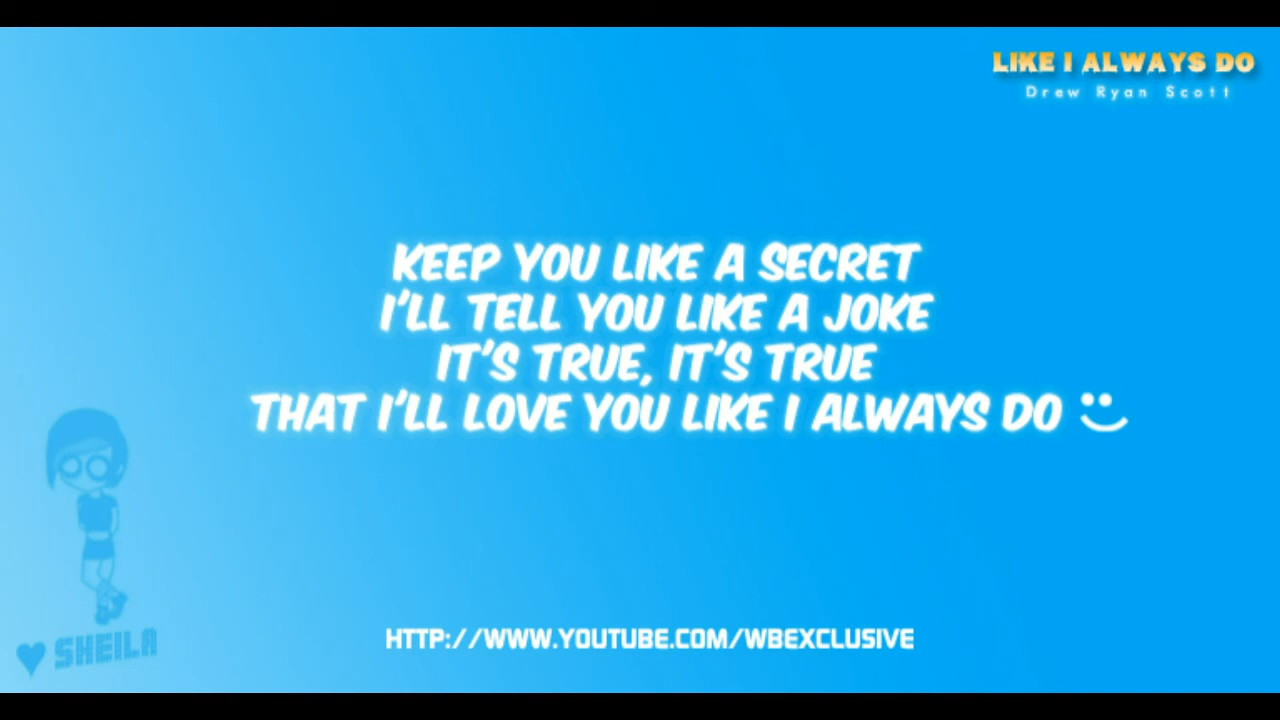 LIKE I ALWAYS DO
Drew Ryan Scott
KEEP YOU LIKE A SECRET
I'LL TELL YOU LIKE A JOKE
IT'S TRUE, IT'S TRUE
THAT I'LL LOVE YOU LIKE I ALWAYS DO :)
♥ SHEILA
HTTP://WWW.YOUTUBE.COM/WBEXCLUSIVE